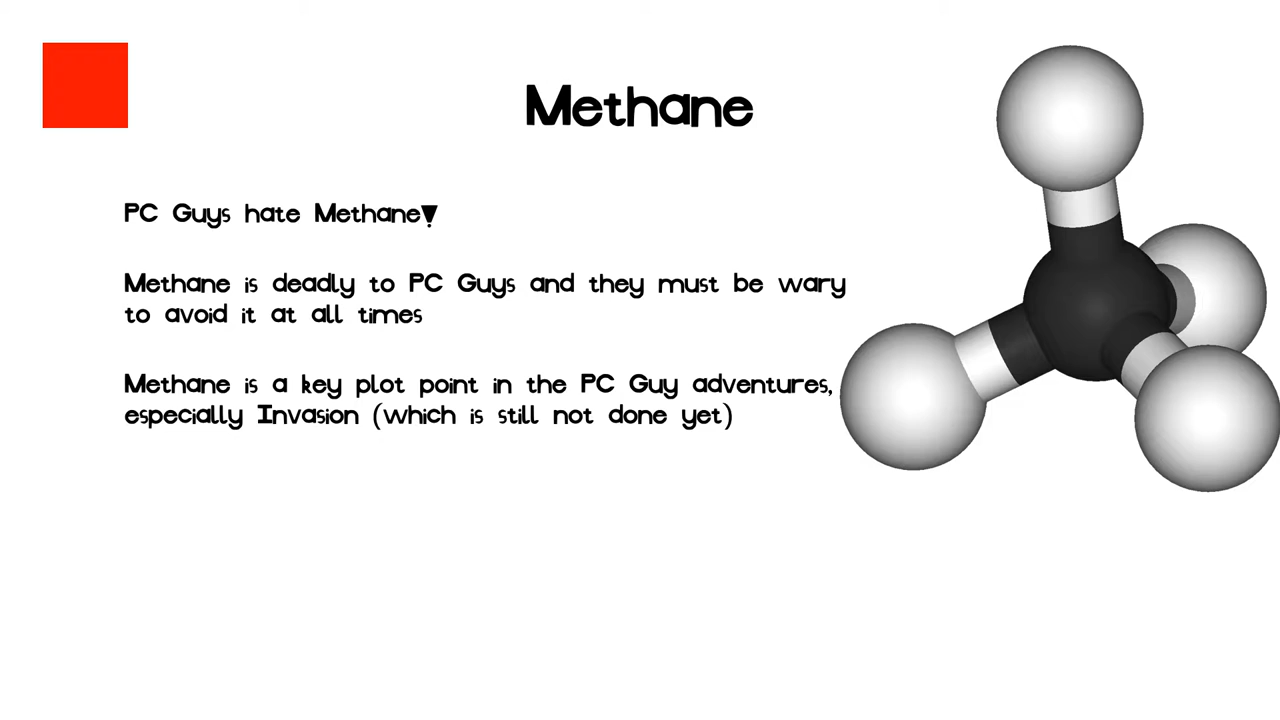 Methane
PC Guys hate Methane!
Methane is deadly to PC Guys and they must be wary
to avoid it at all times
Methane is a key plot point in the PC Guy adventures,
especially Invasion (which is still not done yet)